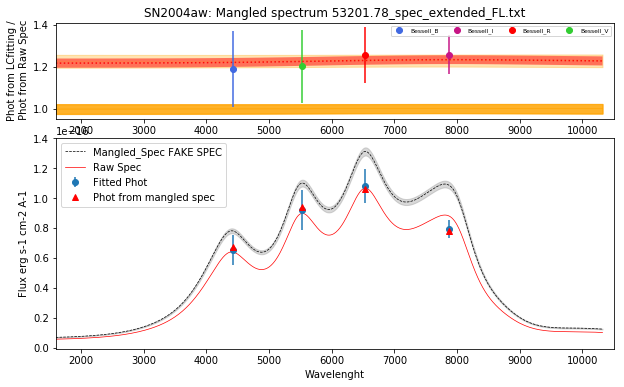 SN2004aw: Mangled spectrum 53201.78_spec_extended_FL.txt
Phot from LCfitting /
Phot from Raw Spec
1.4
1.2
1.0
Bessell_B
Bessell_I
Bessell_R
Bessell_V
2000 3000 4000 5000 6000 7000 8000 9000 10000
1e−16
Flux erg s-1 cm-2 A-1
1.4
1.2
1.0
0.8
0.6
0.4
0.2
0.0
Mangled_Spec FAKE SPEC
Raw Spec
Fitted Phot
Phot from mangled spec
2000 3000 4000 5000 6000 7000 8000 9000 10000
Wavelenght